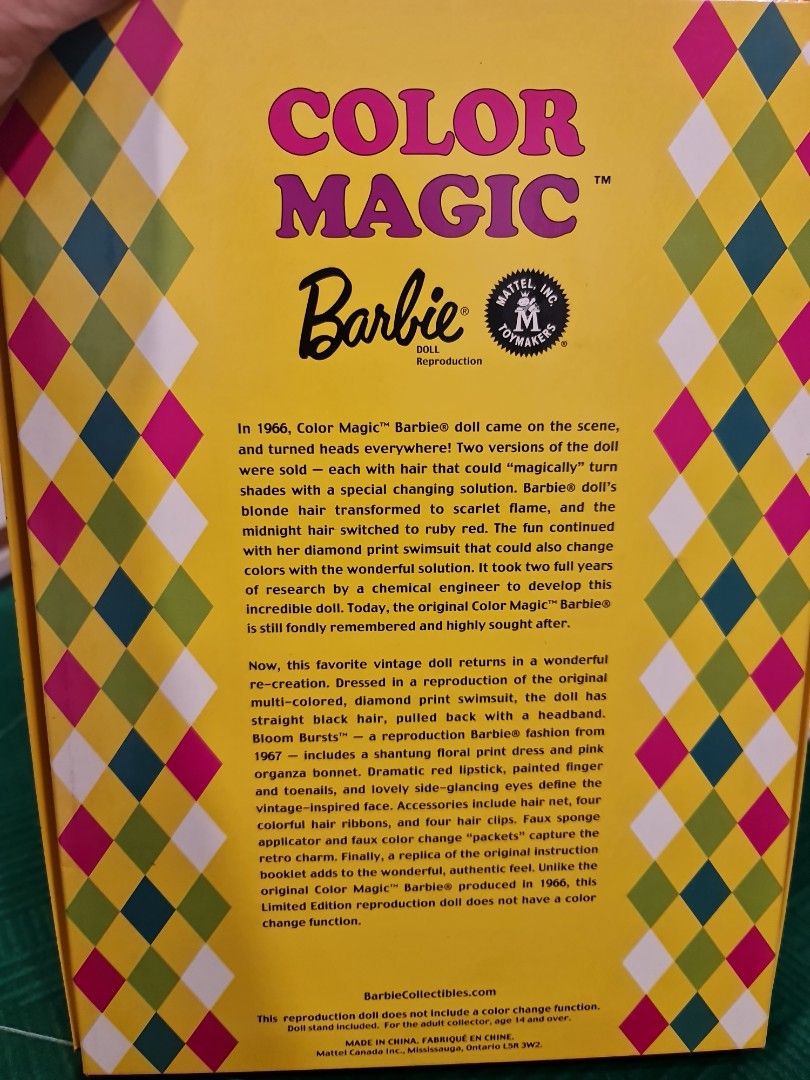 COLOR
MAGIC™
Barbie®
DOLL
Reproduction
MATTEL, INC.
M
TOYMAKERS
®
In 1966, Color Magic™ Barbie® doll came on the scene,
and turned heads everywhere! Two versions of the doll
were sold — each with hair that could “magically” turn
shades with a special changing solution. Barbie® doll’s
blonde hair transformed to scarlet flame, and the
midnight hair switched to ruby red. The fun continued
with her diamond print swimsuit that could also change
colors with the wonderful solution. It took two full years
of research by a chemical engineer to develop this
incredible doll. Today, the original Color Magic™ Barbie®
is still fondly remembered and highly sought after.
Now, this favorite vintage doll returns in a wonderful
re-creation. Dressed in a reproduction of the original
multi-colored, diamond print swimsuit, the doll has
straight black hair, pulled back with a headband.
Bloom Bursts™ — a reproduction Barbie® fashion from
1967 — includes a shantung floral print dress and pink
organza bonnet. Dramatic red lipstick, painted finger
and toenails, and lovely side-glancing eyes define the
vintage-inspired face. Accessories include hair net, four
colorful hair ribbons, and four hair clips. Faux sponge
applicator and faux color change “packets” capture the
retro charm. Finally, a replica of the original instruction
booklet adds to the wonderful, authentic feel. Unlike the
original Color Magic™ Barbie® produced in 1966, this
Limited Edition reproduction doll does not have a color
change function.
BarbieCollectibles.com
This reproduction doll does not include a color change function.
Doll stand included. For the adult collector, age 14 and over.
MADE IN CHINA. FABRIQUÉ EN CHINE.
Mattel Canada Inc., Mississauga, Ontario L5R 3W2.